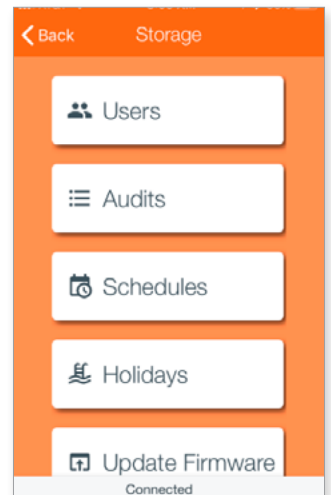 Back Storage
Users
Audits
Schedules
Holidays
Update Firmware
Connected